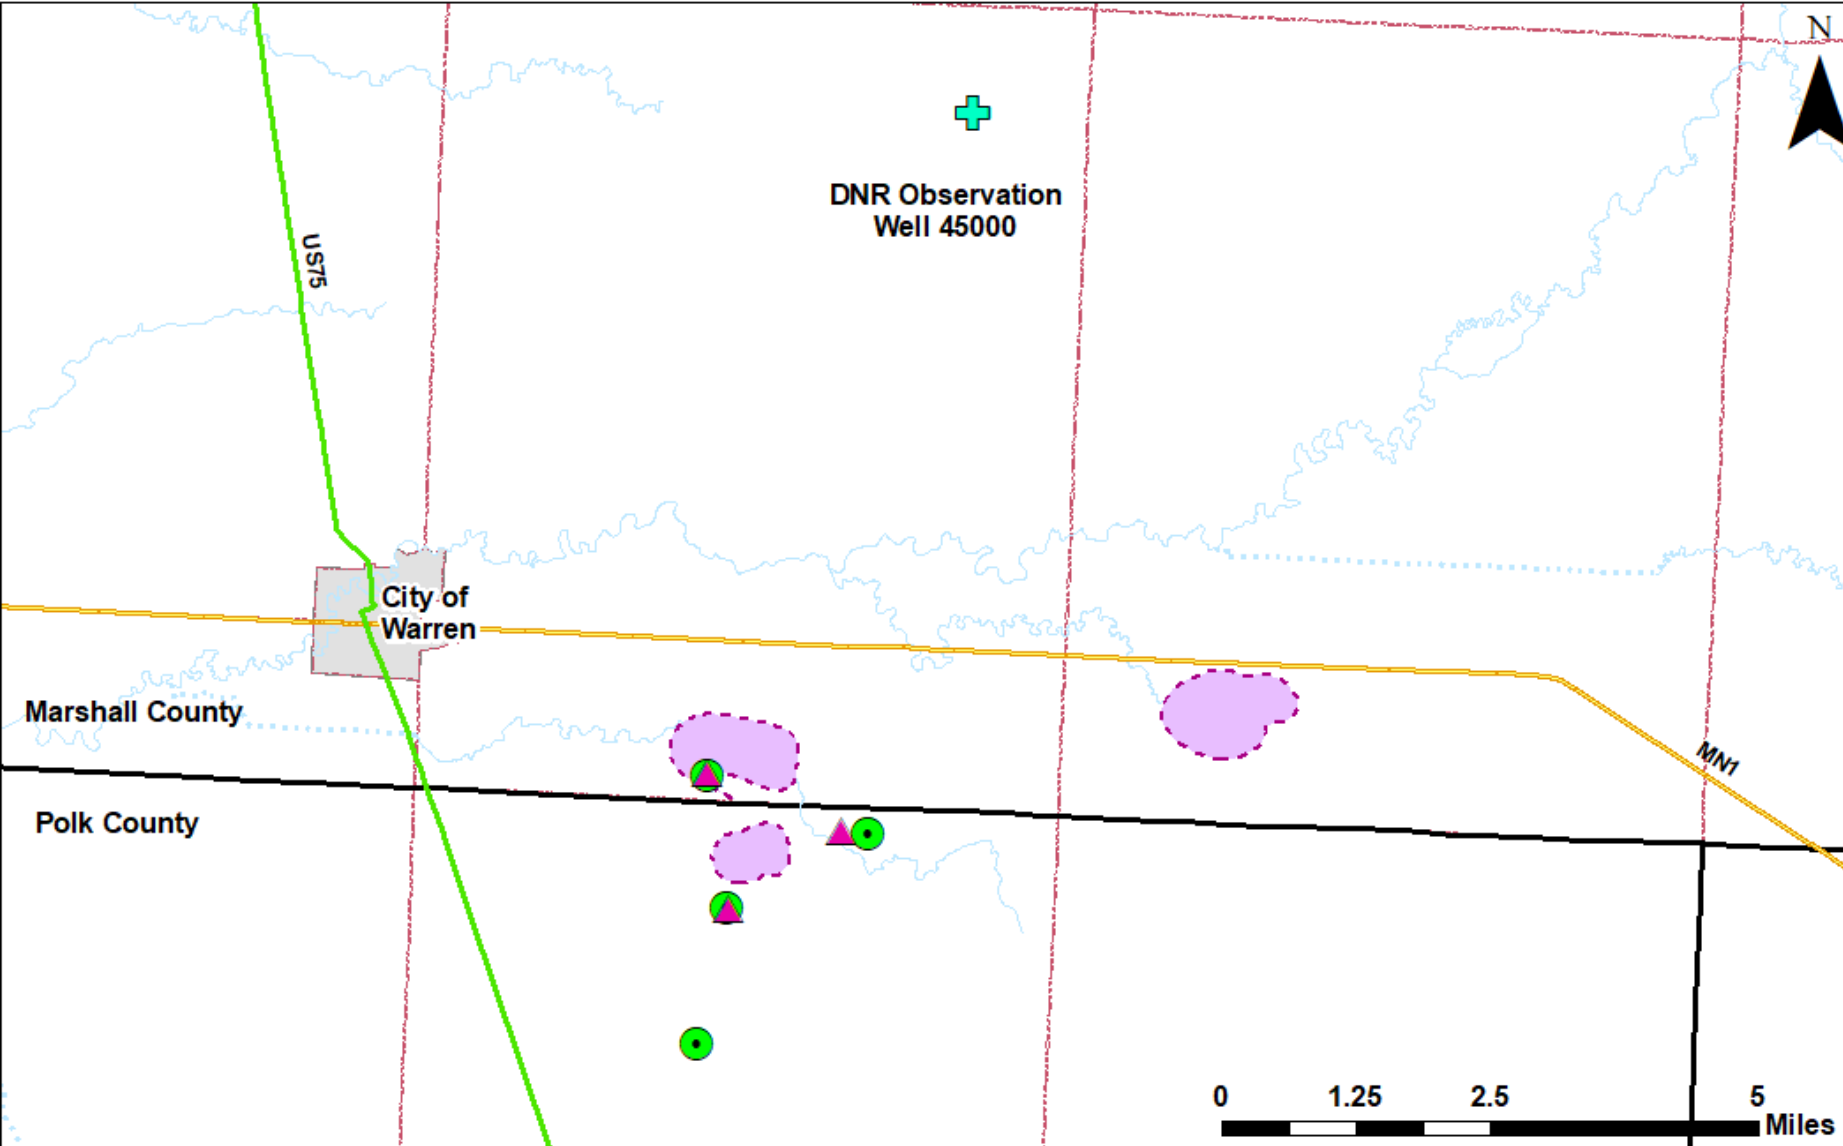 N
DNR Observation
Well 45000
US75
City of
Warren
Marshall County
MN1
Polk County
0 1.25 2.5 5
Miles